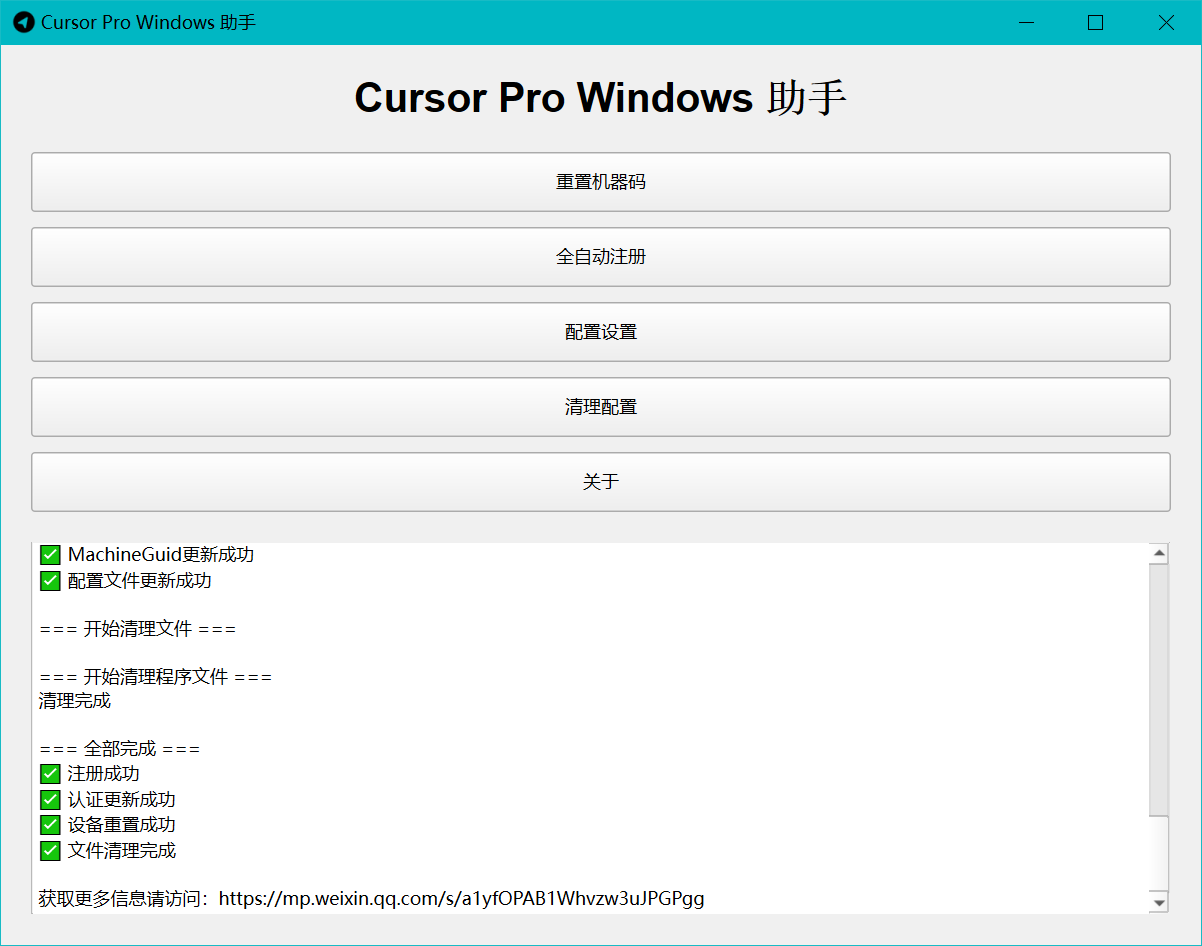 Cursor Pro Windows 助手
Cursor Pro Windows 助手
重置机器码
全自动注册
配置设置
清理配置
关于
✅ MachineGuid更新成功
✅ 配置文件更新成功
=== 开始清理文件 ===
=== 开始清理程序文件 ===
清理完成
=== 全部完成 ===
✅ 注册成功
✅ 认证更新成功
✅ 设备重置成功
✅ 文件清理完成
获取更多信息请访问：https://mp.weixin.qq.com/s/a1yfOPAB1Whvzw3uJPGPgg